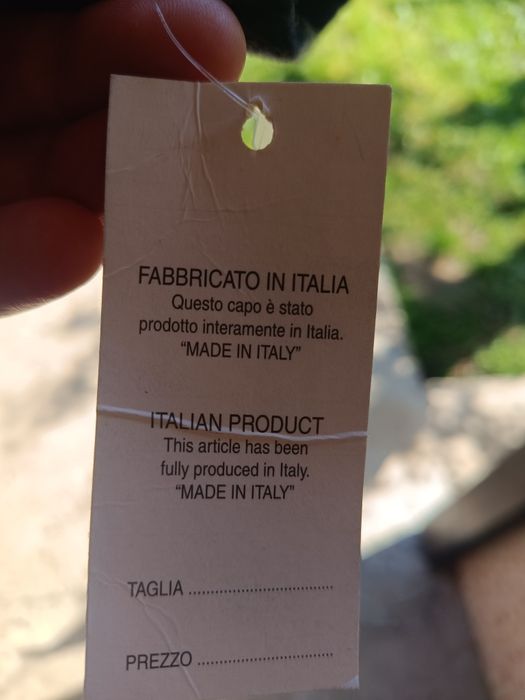 FABBRICATO IN ITALIA
Questo capo è stato
prodotto interamente in Italia.
“MADE IN ITALY”
ITALIAN PRODUCT
This article has been
fully produced in Italy.
“MADE IN ITALY”
TAGLIA ................................
PREZZO ..............................